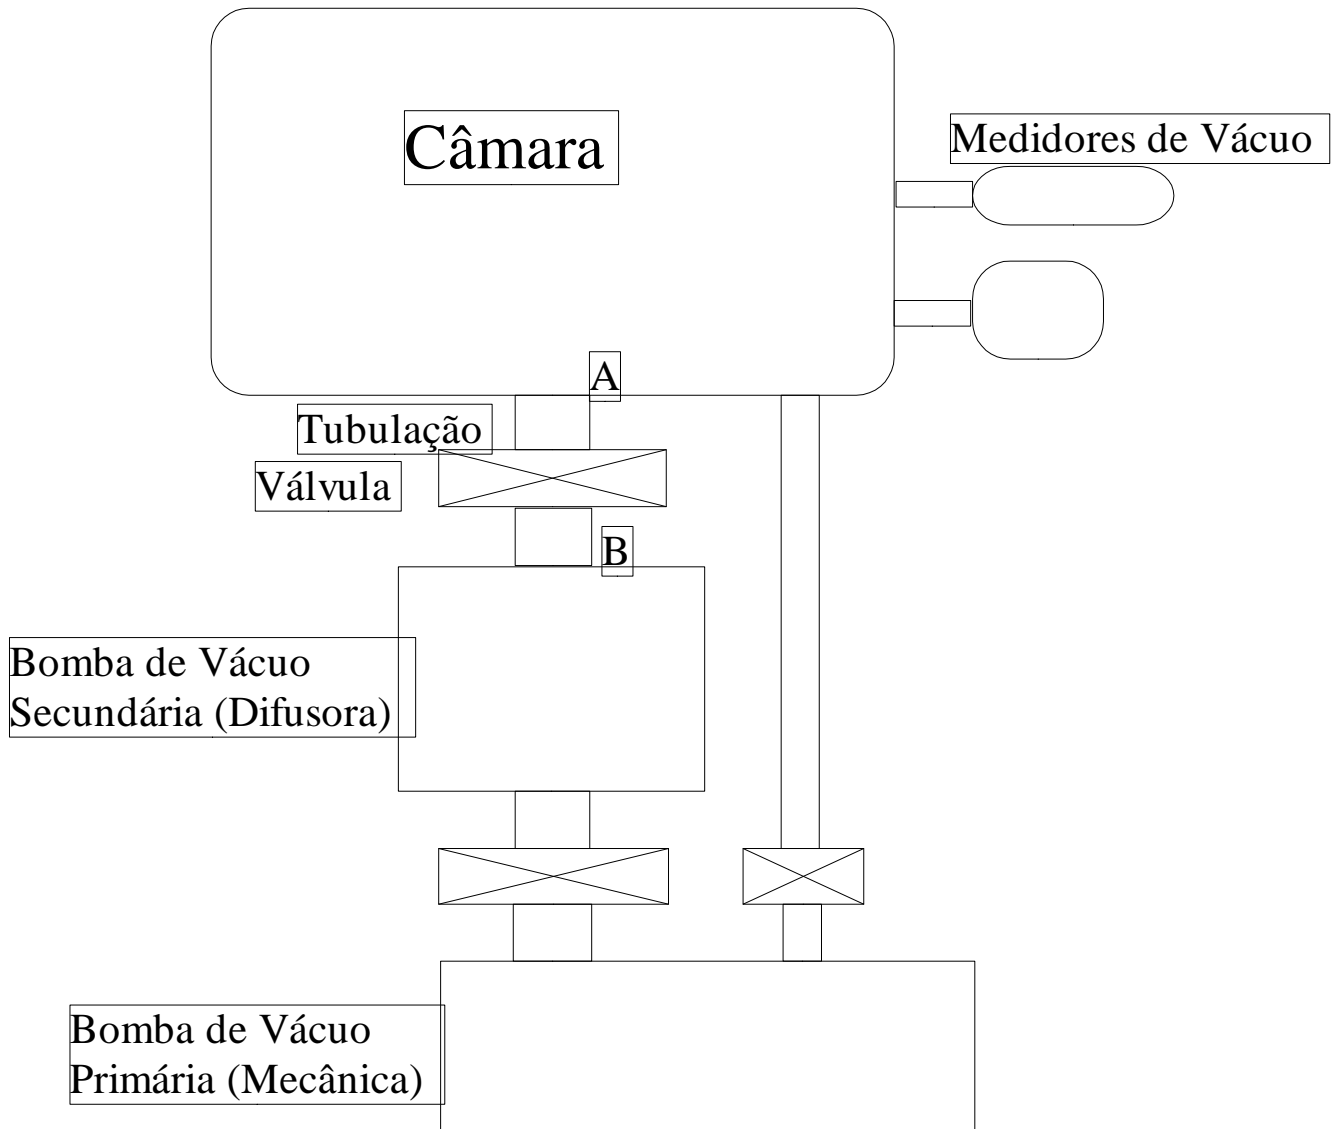 Câmara
Medidores de Vácuo
A
Tubulação
Válvula
B
Bomba de Vácuo
Secundária (Difusora)
Bomba de Vácuo
Primária (Mecânica)